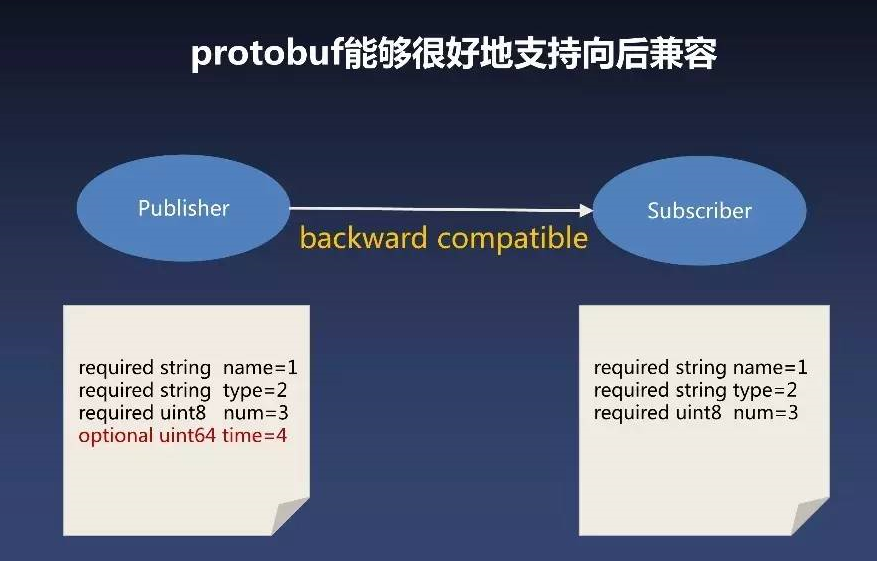 protobuf能够很好地支持向后兼容
Publisher
Subscriber
backward compatible
required string name=1
required string type=2
required uint8 num=3
optional uint64 time=4
required string name=1
required string type=2
required uint8 num=3